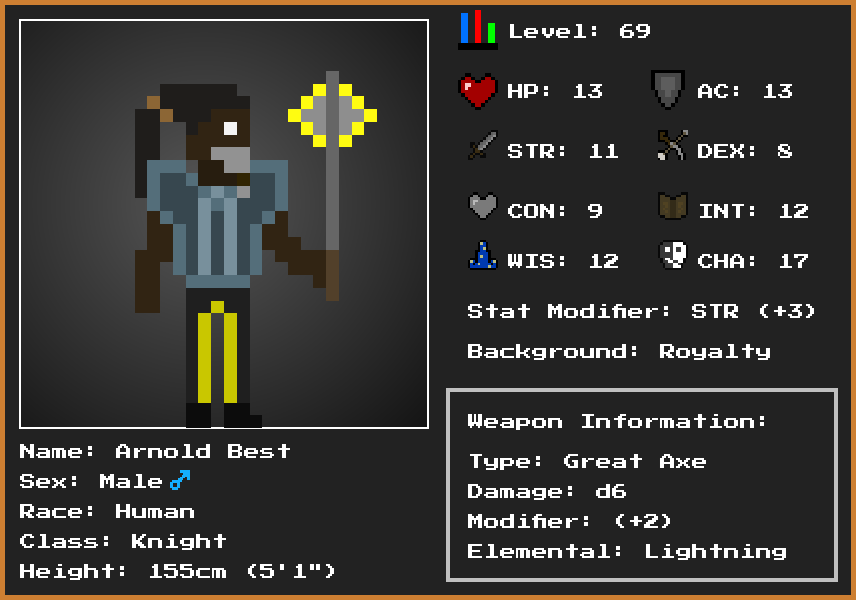 Level: 69
HP: 13
AC: 13
STR: 11
DEX: 8
CON: 9
INT: 12
WIS: 12
CHA: 17
Stat Modifier: STR (+3)
Background: Royalty
Weapon Information:
Type: Great Axe
Damage: d6
Modifier: (+2)
Elemental: Lightning
Name: Arnold Best
Sex: Male♂
Race: Human
Class: Knight
Height: 155cm (5'1")